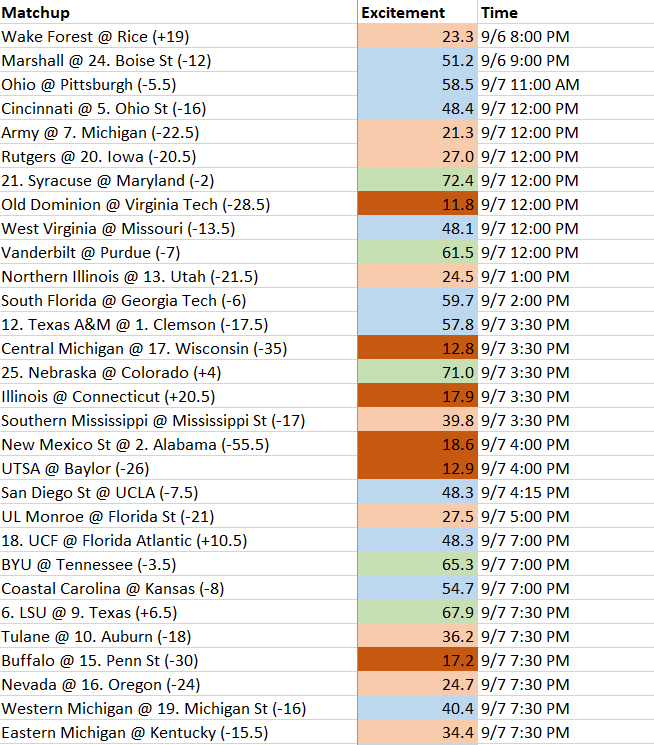 Matchup Excitement Time
Wake Forest @ Rice (+19) 23.3 9/6 8:00 PM
Marshall @ 24. Boise St (-12) 51.2 9/6 9:00 PM
Ohio @ Pittsburgh (-5.5) 58.5 9/7 11:00 AM
Cincinnati @ 5. Ohio St (-16) 48.4 9/7 12:00 PM
Army @ 7. Michigan (-22.5) 21.3 9/7 12:00 PM
Rutgers @ 20. Iowa (-20.5) 27.0 9/7 12:00 PM
21. Syracuse @ Maryland (-2) 72.4 9/7 12:00 PM
Old Dominion @ Virginia Tech (-28.5) 11.8 9/7 12:00 PM
West Virginia @ Missouri (-13.5) 48.1 9/7 12:00 PM
Vanderbilt @ Purdue (-7) 61.5 9/7 12:00 PM
Northern Illinois @ 13. Utah (-21.5) 24.5 9/7 1:00 PM
South Florida @ Georgia Tech (-6) 59.7 9/7 2:00 PM
12. Texas A&M @ 1. Clemson (-17.5) 57.8 9/7 3:30 PM
Central Michigan @ 17. Wisconsin (-35) 12.8 9/7 3:30 PM
25. Nebraska @ Colorado (+4) 71.0 9/7 3:30 PM
Illinois @ Connecticut (+20.5) 17.9 9/7 3:30 PM
Southern Mississippi @ Mississippi St (-17) 39.8 9/7 3:30 PM
New Mexico St @ 2. Alabama (-55.5) 18.6 9/7 4:00 PM
UTSA @ Baylor (-26) 12.9 9/7 4:00 PM
San Diego St @ UCLA (-7.5) 48.3 9/7 4:15 PM
UL Monroe @ Florida St (-21) 27.5 9/7 5:00 PM
18. UCF @ Florida Atlantic (+10.5) 48.3 9/7 7:00 PM
BYU @ Tennessee (-3.5) 65.3 9/7 7:00 PM
Coastal Carolina @ Kansas (-8) 54.7 9/7 7:00 PM
6. LSU @ 9. Texas (+6.5) 67.9 9/7 7:30 PM
Tulane @ 10. Auburn (-18) 36.2 9/7 7:30 PM
Buffalo @ 15. Penn St (-30) 17.2 9/7 7:30 PM
Nevada @ 16. Oregon (-24) 24.7 9/7 7:30 PM
Western Michigan @ 19. Michigan St (-16) 40.4 9/7 7:30 PM
Eastern Michigan @ Kentucky (-15.5) 34.4 9/7 7:30 PM